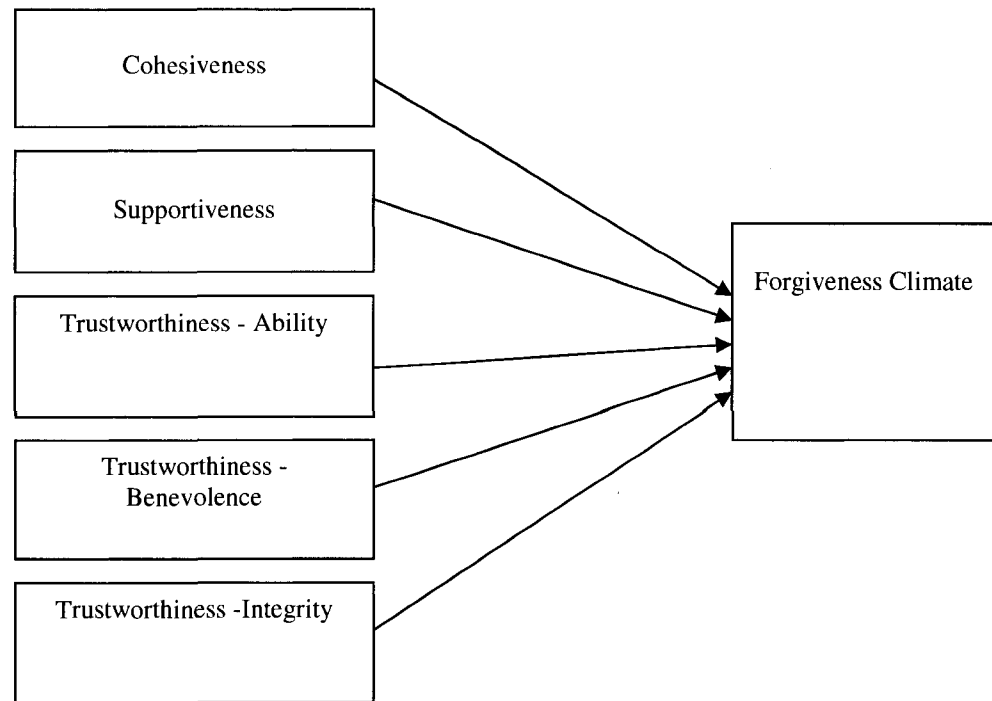 Cohesiveness
Supportiveness
Trustworthiness - Ability
Trustworthiness -
Benevolence
Trustworthiness -Integrity
Forgiveness Climate